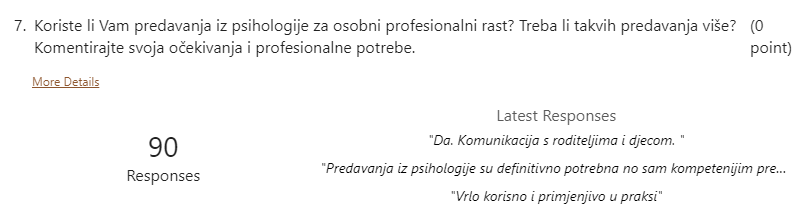 7. Koriste li Vam predavanja iz psihologije za osobni profesionalni rast? Treba li takvih predavanja više? (0
Komentirajte svoja očekivanja i profesionalne potrebe. point)
More Details
Latest Responses
90
"Da. Komunikacija s roditeljima i djecom. "
Responses
"Predavanja iz psihologije su definitivno potrebna no sam kompetenijim pre...
"Vrlo korisno i primjenjivo u praksi"